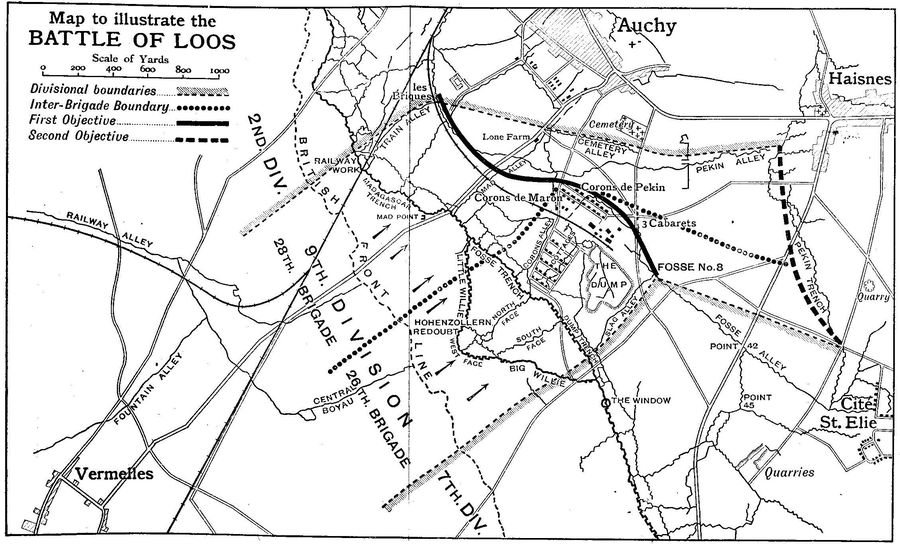 Map to illustrate the
BATTLE OF LOOS
Scale of Yards
0 200 400 600 800 1000
Divisional boundaries
Inter-Brigade Boundary
First Objective
Second Objective
Auchy
Haisnes
les
Briques
TRAIN ALLEY
Lone Farm
Cemetery
CEMETERY
ALLEY
PEKIN ALLEY
2ND. DIV.
BRITISH
FRONT
LINE
RAILWAY
WORK
MADAGASCAR
TRENCH
MAD ALLEY
MAD POINT
Corons de Pekin
Corons de Maron
3 Cabarets
RAILWAY ALLEY
28TH.
BRIGADE
9TH. DIVISION
26TH. BRIGADE
7TH. DIV.
FOSSE TRENCH
LITTLE WILLIE
CORONS ALLEY
THE
DUMP
FOSSE No. 8
PEKIN
TRENCH
Quarry
HOHENZOLLERN
REDOUBT
NORTH
FACE
SOUTH
FACE
WEST
FACE
BIG WILLIE
DUMP TRENCH
SLAG ALLEY
FOSSE
ALLEY
POINT 42
POINT
45
THE WINDOW
Cité
St. Elie
Quarries
FOUNTAIN ALLEY
CENTRAL
BOYAU
Vermelles